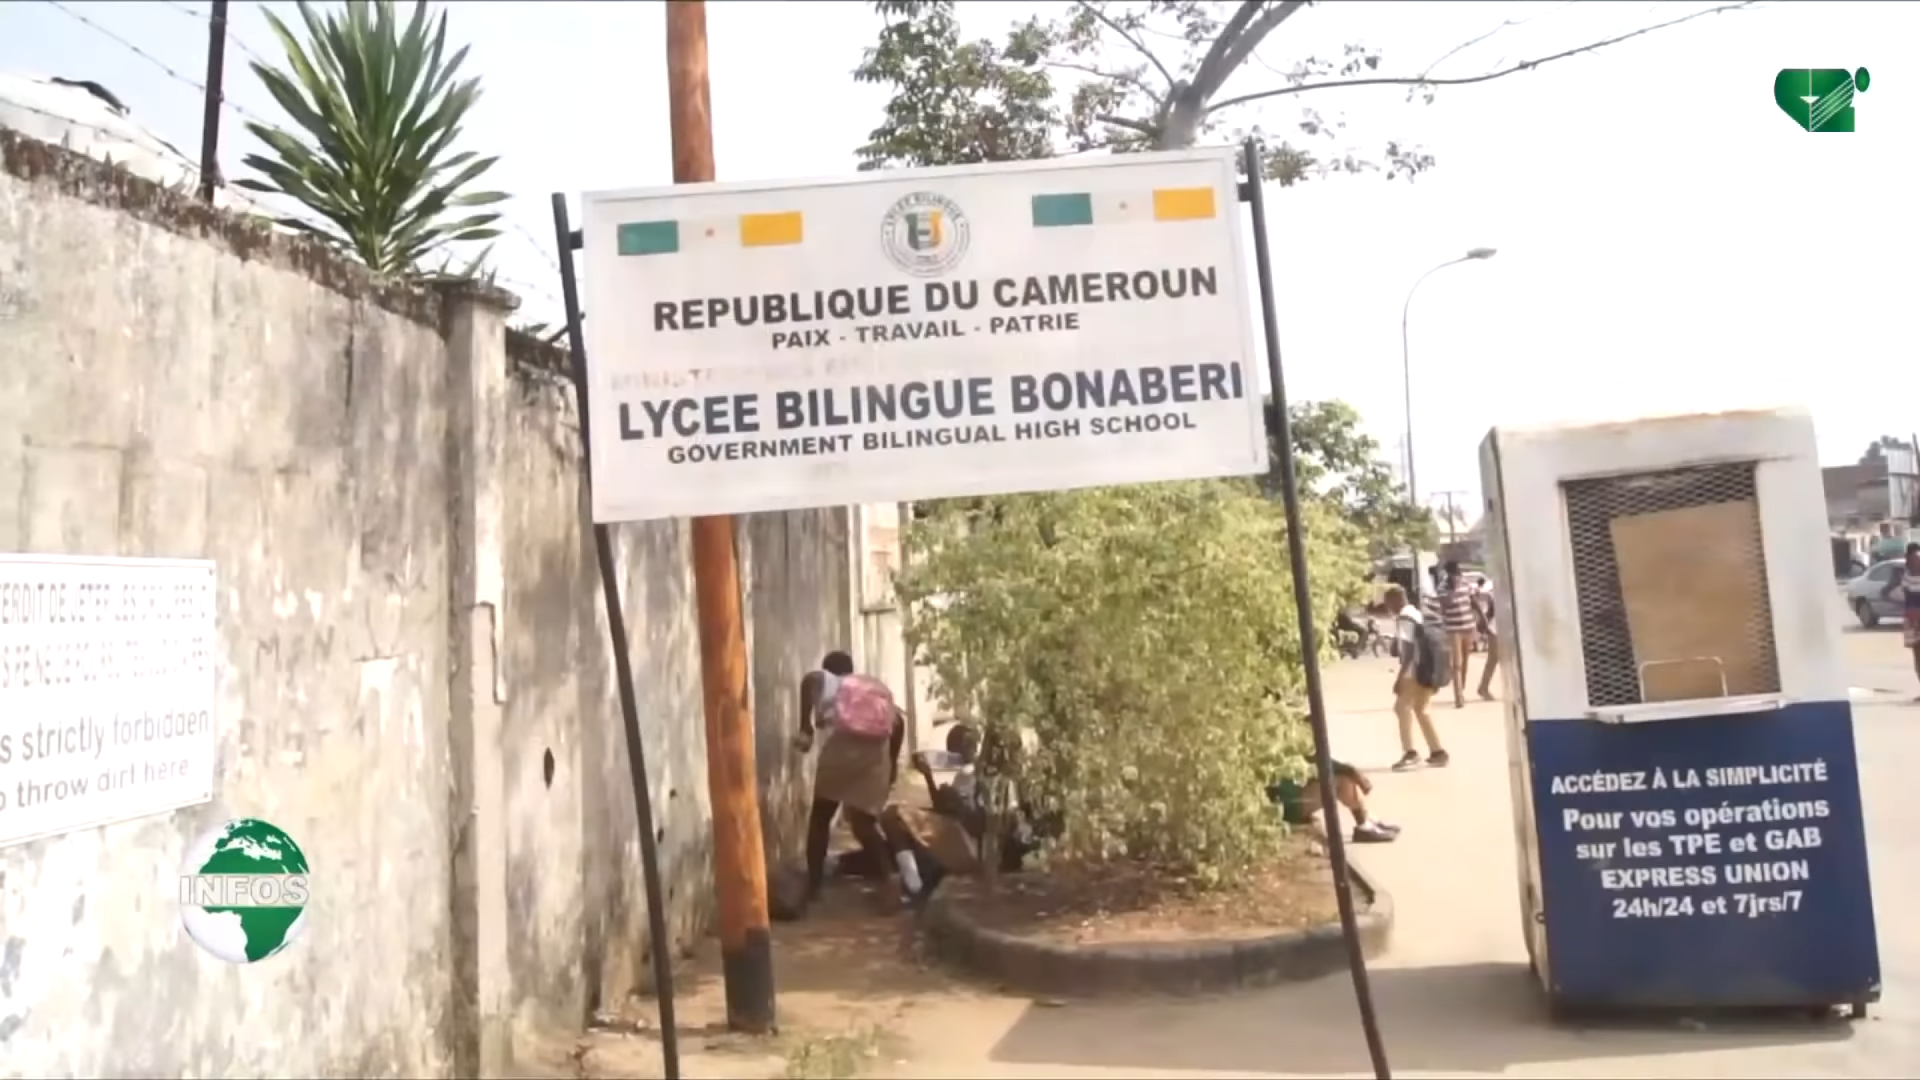 REPUBLIQUE DU CAMEROUN
PAIX - TRAVAIL - PATRIE
LYCEE BILINGUE BONABERI
GOVERNMENT BILINGUAL HIGH SCHOOL
s strictly forbidden
o throw dirt here
INFOS
ACCÉDEZ À LA SIMPLICITÉ
Pour vos opérations
sur les TPE et GAB
EXPRESS UNION
24h/24 et 7jrs/7